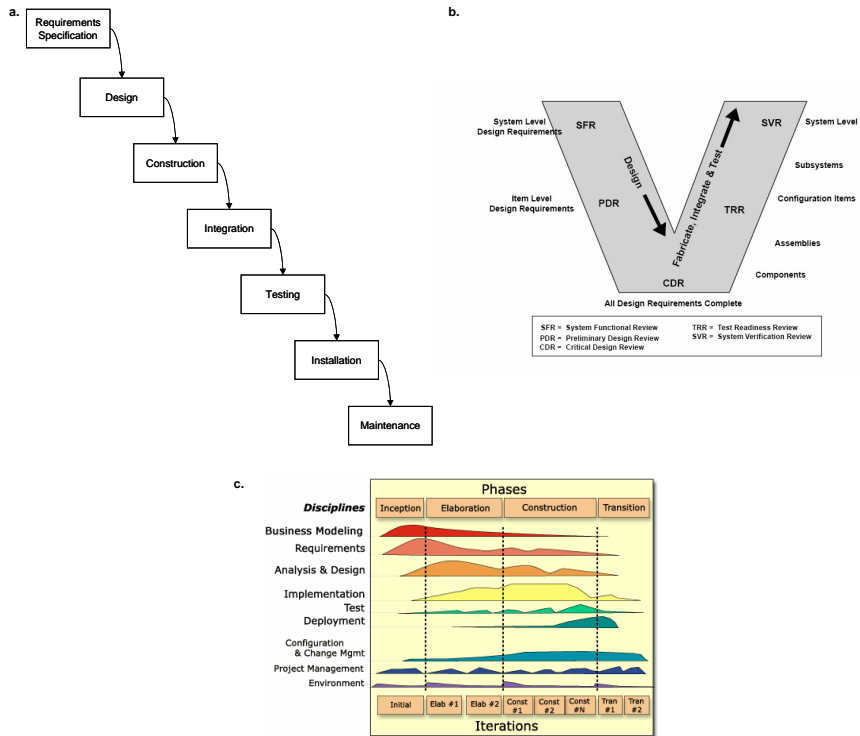 a.
Requirements
Specification
Design
Construction
Integration
Testing
Installation
Maintenance
b.
System Level
Design Requirements
SFR
SVR
System Level
Design
Fabricate, Integrate & Test
Subsystems
Item Level
Design Requirements
PDR
TRR
Configuration Items
Assemblies
CDR
Components
All Design Requirements Complete
SFR = System Functional Review
PDR = Preliminary Design Review
CDR = Critical Design Review
TRR = Test Readiness Review
SVR = System Verification Review
c.
Phases
Disciplines
Inception
Elaboration
Construction
Transition
Business Modeling
Requirements
Analysis & Design
Implementation
Test
Deployment
Configuration
& Change Mgmt
Project Management
Environment
Initial
Elab #1
Elab #2
Const
#1
Const
#2
Const
#N
Tran
#1
Tran
#2
Iterations